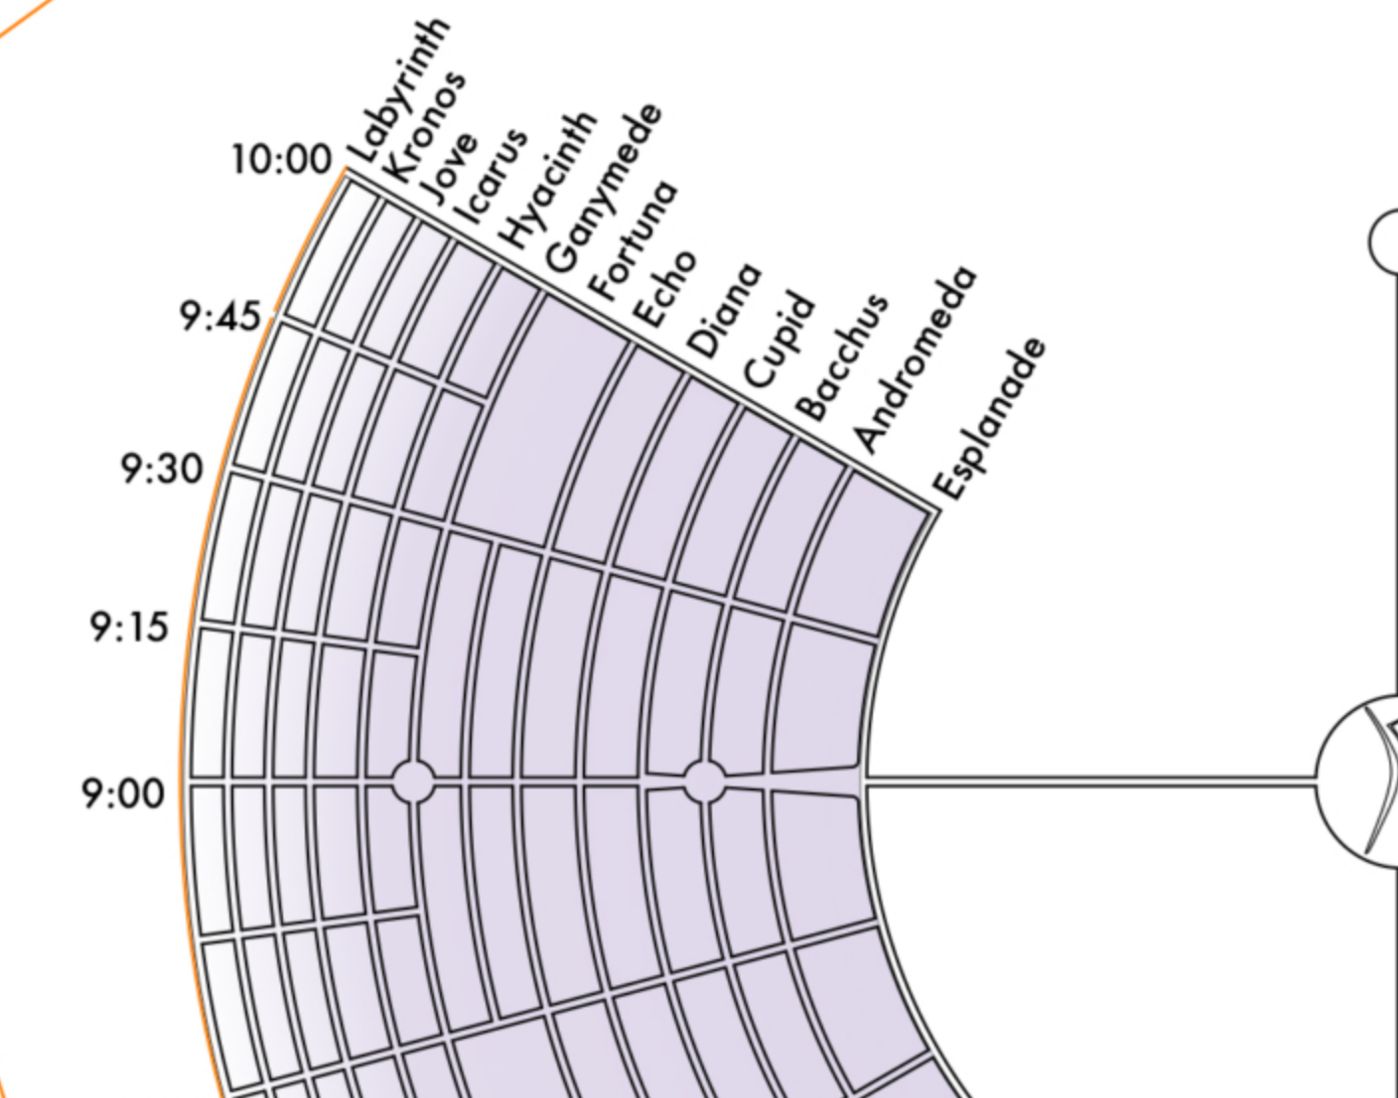 Labyrinth
Kronos
Jove
Icarus
Hyacinth
Ganymede
Fortuna
Echo
Diana
Cupid
Bacchus
Andromeda
Esplanade
10:00
9:45
9:30
9:15
9:00